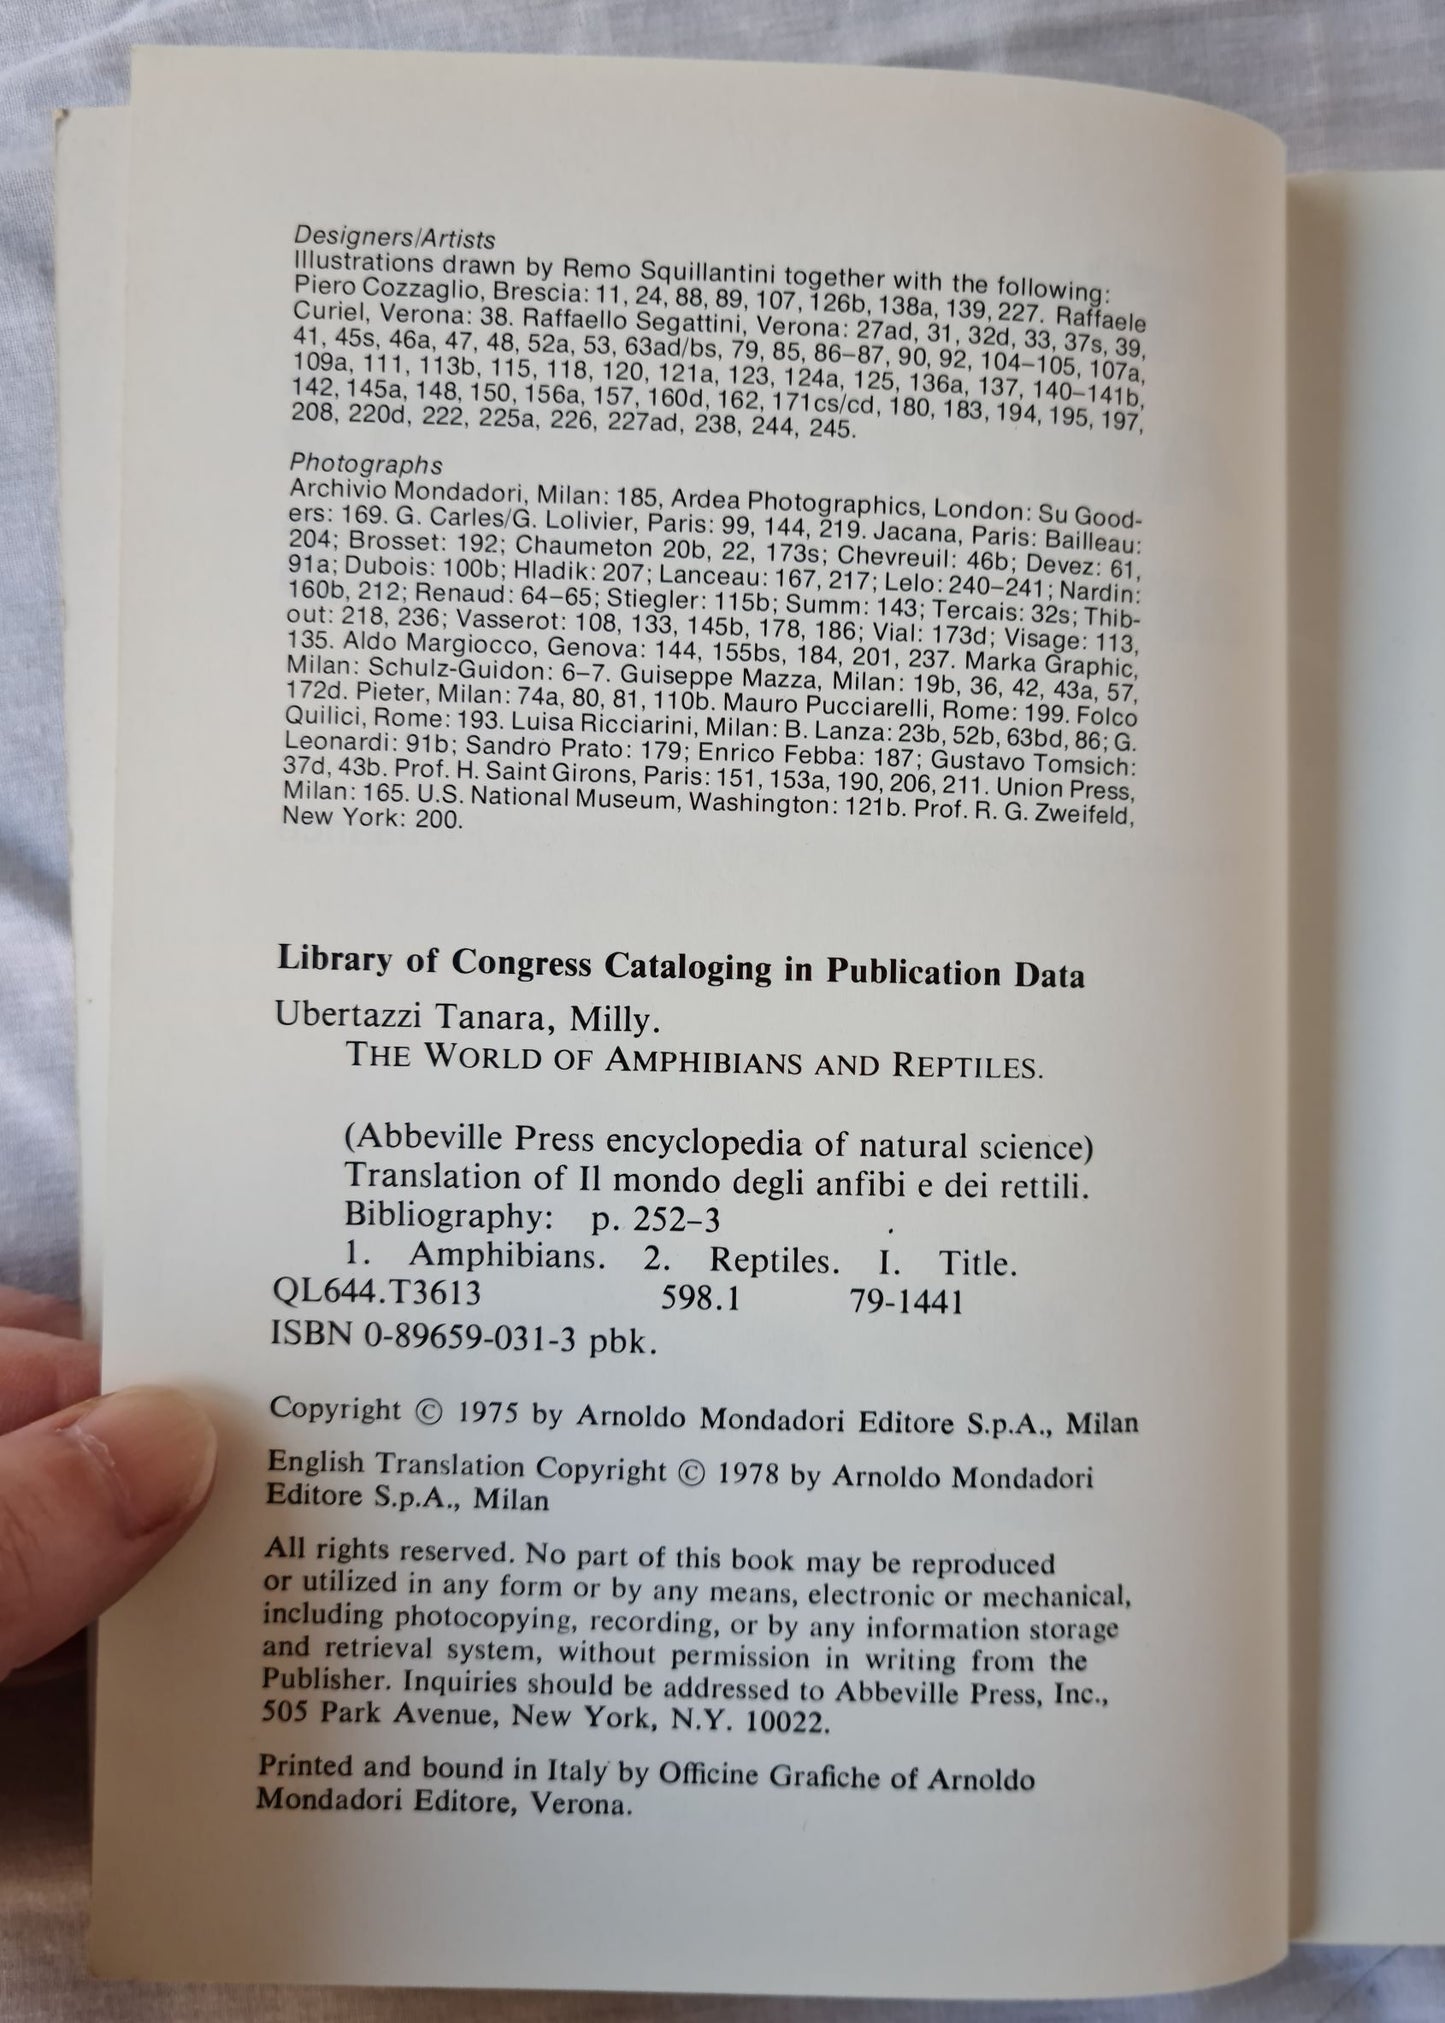 Designers/Artists
Illustrations drawn by Remo Squillantini together with the following:
Piero Cozzaglio, Brescia: 11, 24, 88, 89, 107, 126b, 138a, 139, 227. Raffaele
Curiel, Verona: 38. Raffaello Segattini, Verona: 27ad, 31, 32d, 33, 37s, 39,
41, 45s, 46a, 47, 48, 52a, 53, 63ad/bs, 79, 85, 86–87, 90, 92, 104–105, 107a,
109a, 111, 113b, 115, 118, 120, 121a, 123, 124a, 125, 136a, 137, 140–141b,
142, 145a, 148, 150, 156a, 157, 160d, 162, 171cs/cd, 180, 183, 194, 195, 197,
208, 220d, 222, 225a, 226, 227ad, 238, 244, 245.
Photographs
Archivio Mondadori, Milan: 185, Ardea Photographics, London: Su Good-
ers: 169. G. Carles/G. Lolivier, Paris: 99, 144, 219. Jacana, Paris: Bailleau:
204; Brosset: 192; Chaumeton 20b, 22, 173s; Chevreuil: 46b; Devez: 61,
91a; Dubois: 100b; Hladik: 207; Lanceau: 167, 217; Lelo: 240–241; Nardin:
160b, 212; Renaud: 64–65; Stiegler: 115b; Summ: 143; Tercais: 32s; Thib-
out: 218, 236; Vasserot: 108, 133, 145b, 178, 186; Vial: 173d; Visage: 113,
135. Aldo Margiocco, Genova: 144, 155bs, 184, 201, 237. Marka Graphic,
Milan: Schulz-Guidon: 6–7. Guiseppe Mazza, Milan: 19b, 36, 42, 43a, 57,
172d. Pieter, Milan: 74a, 80, 81, 110b. Mauro Pucciarelli, Rome: 199. Folco
Quilici, Rome: 193. Luisa Ricciarini, Milan: B. Lanza: 23b, 52b, 63bd, 86; G.
Leonardi: 91b; Sandro Prato: 179; Enrico Febba: 187; Gustavo Tomsich:
37d, 43b. Prof. H. Saint Girons, Paris: 151, 153a, 190, 206, 211. Union Press,
Milan: 165. U.S. National Museum, Washington: 121b. Prof. R. G. Zweifeld,
New York: 200.
Library of Congress Cataloging in Publication Data
Ubertazzi Tanara, Milly.
THE WORLD OF AMPHIBIANS AND REPTILES.
(Abbeville Press encyclopedia of natural science)
Translation of Il mondo degli anfibi e dei rettili.
Bibliography: p. 252–3
1. Amphibians. 2. Reptiles. I. Title.
QL644.T3613 598.1 79-1441
ISBN 0-89659-031-3 pbk.
Copyright © 1975 by Arnoldo Mondadori Editore S.p.A., Milan
English Translation Copyright © 1978 by Arnoldo Mondadori
Editore S.p.A., Milan
All rights reserved. No part of this book may be reproduced
or utilized in any form or by any means, electronic or mechanical,
including photocopying, recording, or by any information storage
and retrieval system, without permission in writing from the
Publisher. Inquiries should be addressed to Abbeville Press, Inc.,
505 Park Avenue, New York, N.Y. 10022.
Printed and bound in Italy by Officine Grafiche of Arnoldo
Mondadori Editore, Verona.